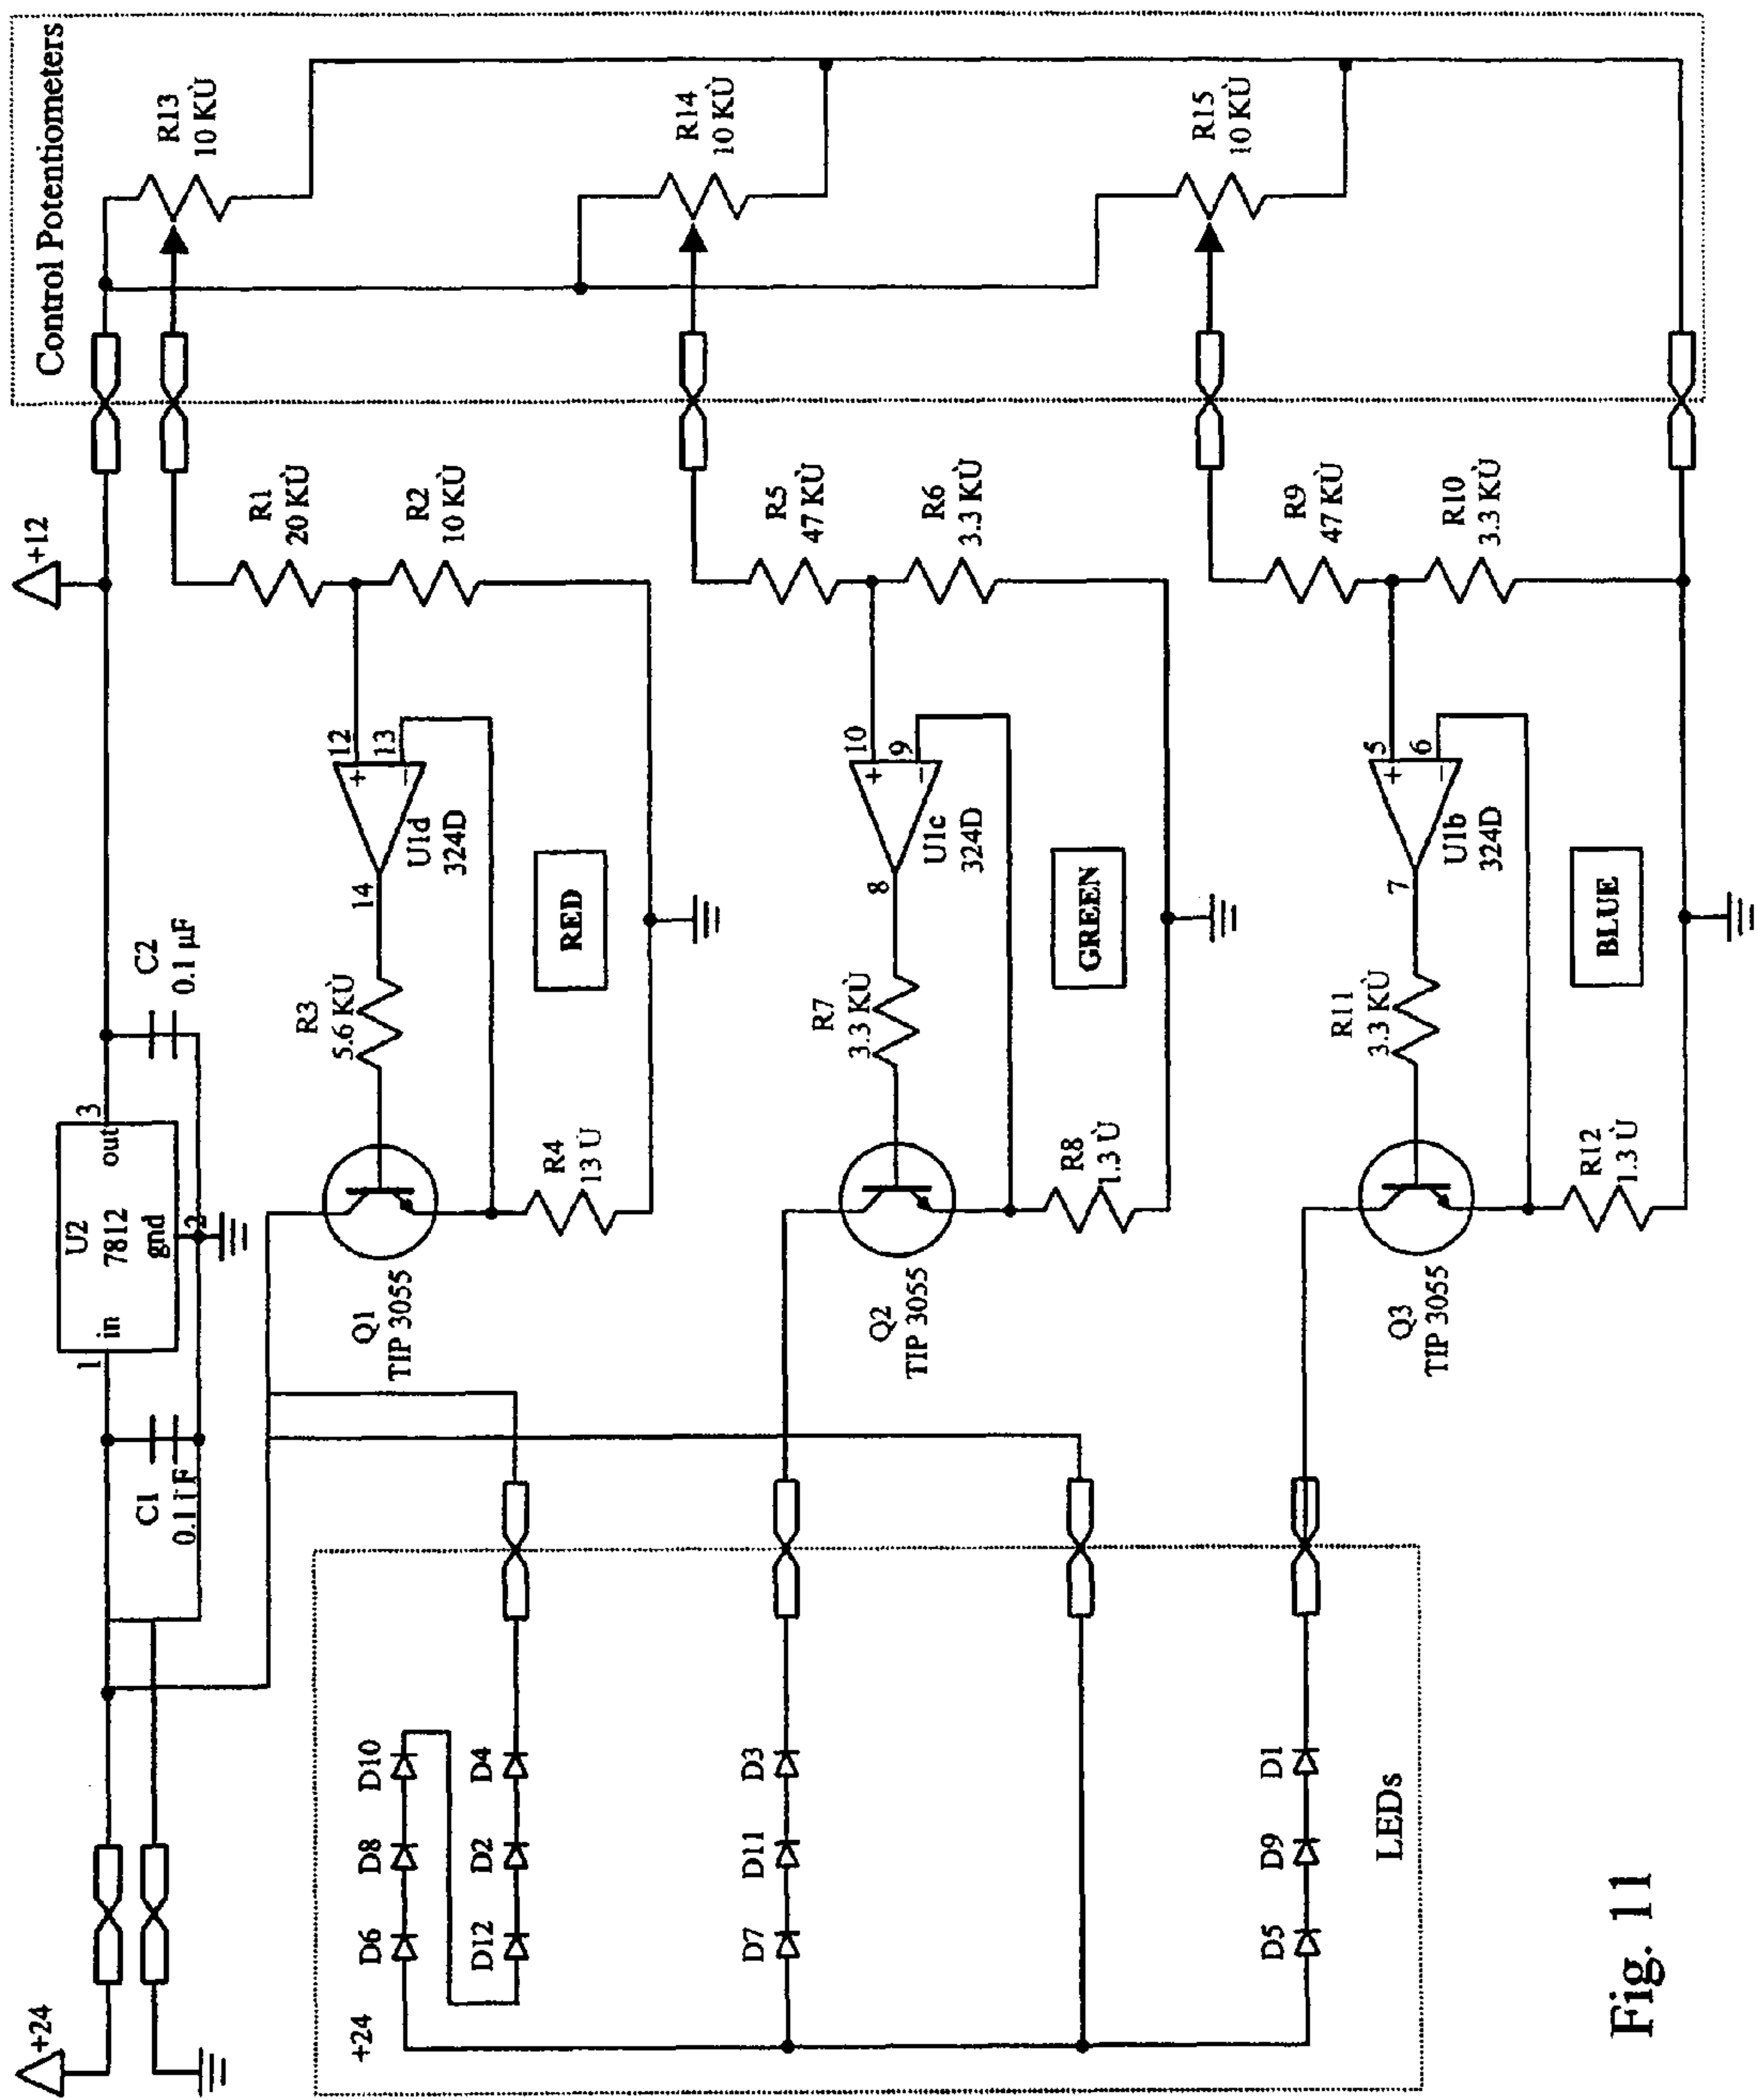 +24
+12
U2
7812
in
out
gnd
1
3
2
C1
0.1 lF
C2
0.1 µF
Control Potentiometers
R13
10 KÙ
R14
10 KÙ
R15
10 KÙ
R1
20 KÙ
R2
10 KÙ
R3
5.6 KÙ
R4
13 Ù
12
13
14
+
-
U1d
324D
RED
Q1
TIP 3055
R5
47 KÙ
R6
3.3 KÙ
R7
3.3 KÙ
R8
1.3 Ù
10
9
8
+
-
U1c
324D
GREEN
Q2
TIP 3055
R9
47 KÙ
R10
3.3 KÙ
R11
3.3 KÙ
R12
1.3 Ù
5
6
7
+
-
U1b
324D
BLUE
Q3
TIP 3055
+24
D6
D8
D10
D12
D2
D4
D7
D11
D3
D5
D9
D1
LEDs
Fig. 11